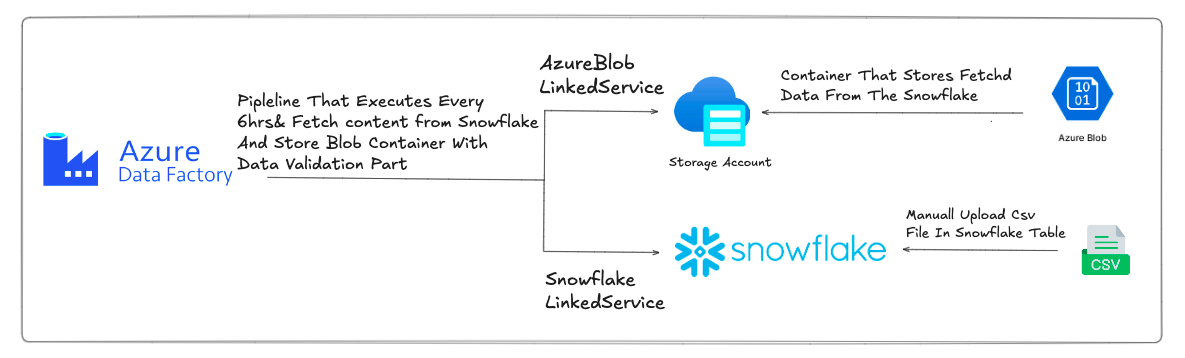 Azure
Data Factory
Pipleline That Executes Every
6hrs& Fetch content from Snowflake
And Store Blob Container With
Data Validation Part
AzureBlob
LinkedService
Storage Account
Container That Stores Fetchd
Data From The Snowflake
10
01
Azure Blob
Snowflake
LinkedService
snowflake
Manuall Upload Csv
File In Snowflake Table
CSV